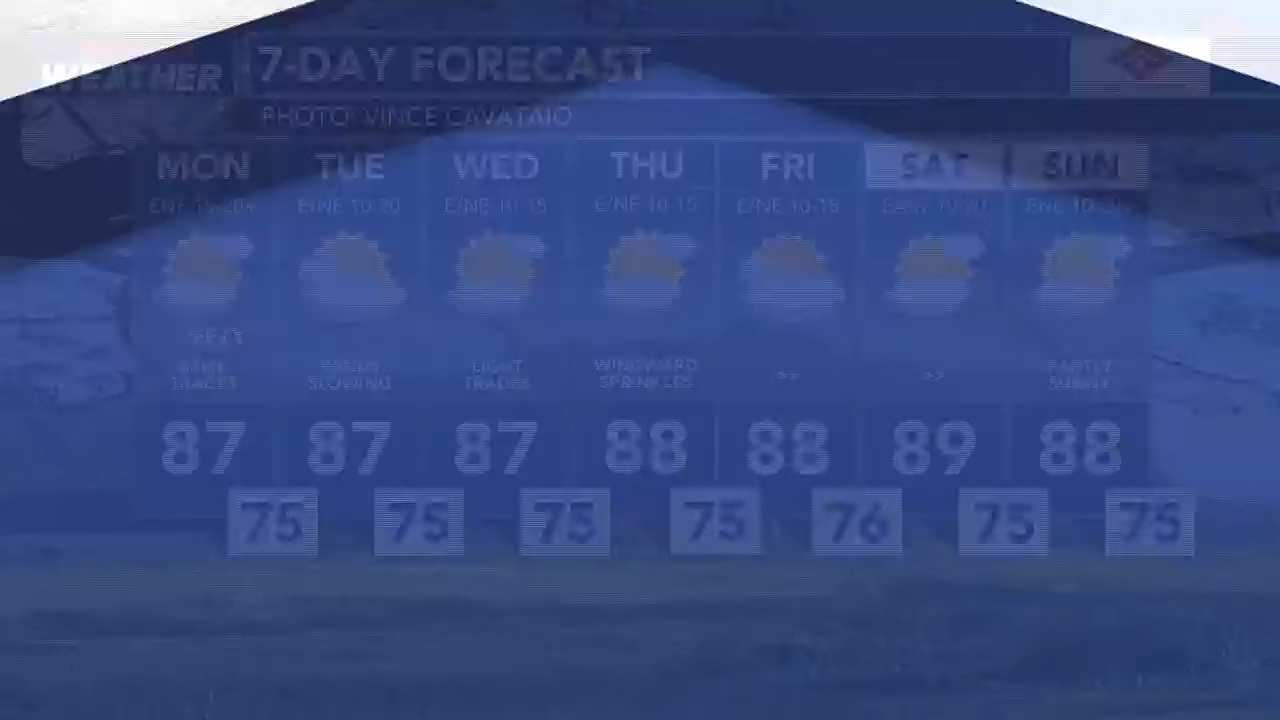 WEATHER
7-DAY FORECAST
PHOTO: VINCE CAVATAIO
MON TUE WED THU FRI SAT SUN
E/NE 10-20 E/NE 10-15 E/NE 10-15 E/NE 10-15
TRADES SLOWING
LIGHT TRADES
WINDWARD SPRINKLES
>> >>
PARTLY SUNNY
87 87 87 88 88 89 88
75 75 75 75 76 75 75